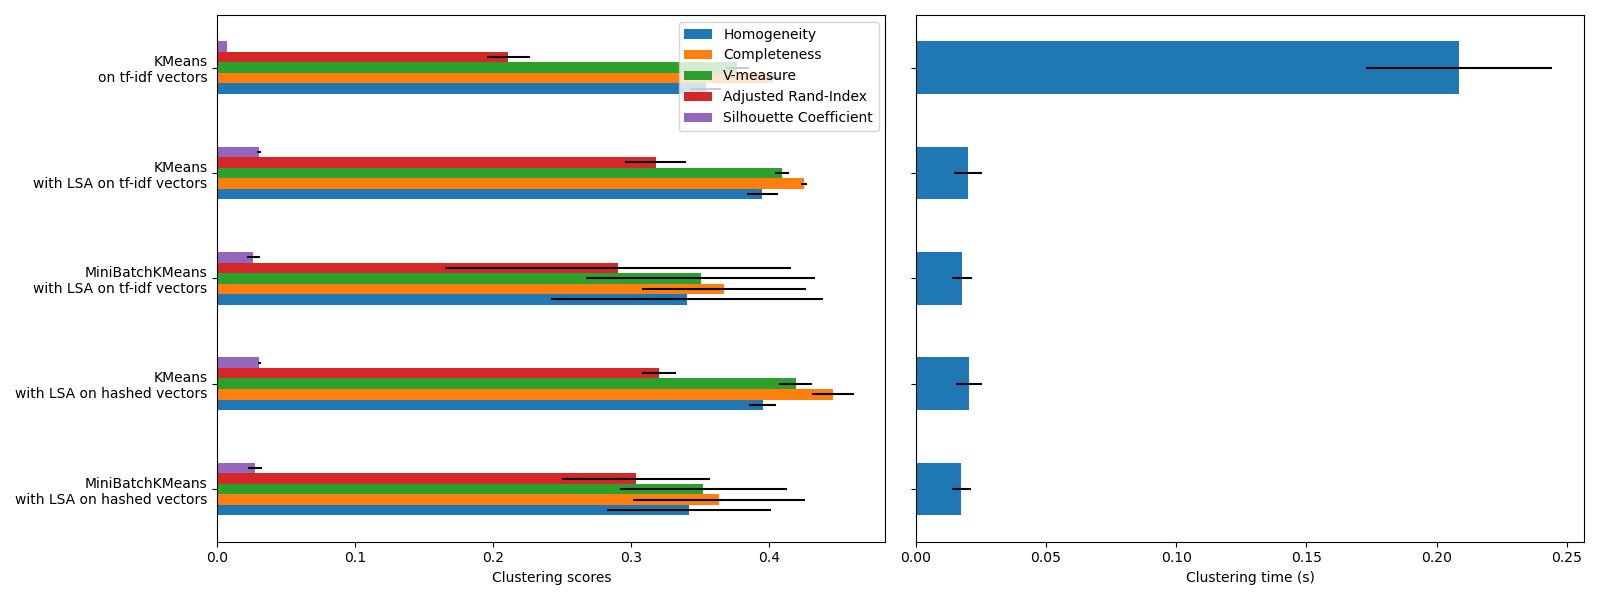 KMeans
on tf-idf vectors
KMeans
with LSA on tf-idf vectors
MiniBatchKMeans
with LSA on tf-idf vectors
KMeans
with LSA on hashed vectors
MiniBatchKMeans
with LSA on hashed vectors
Homogeneity
Completeness
V-measure
Adjusted Rand-Index
Silhouette Coefficient
0.0 0.1 0.2 0.3 0.4
Clustering scores
0.00 0.05 0.10 0.15 0.20 0.25
Clustering time (s)